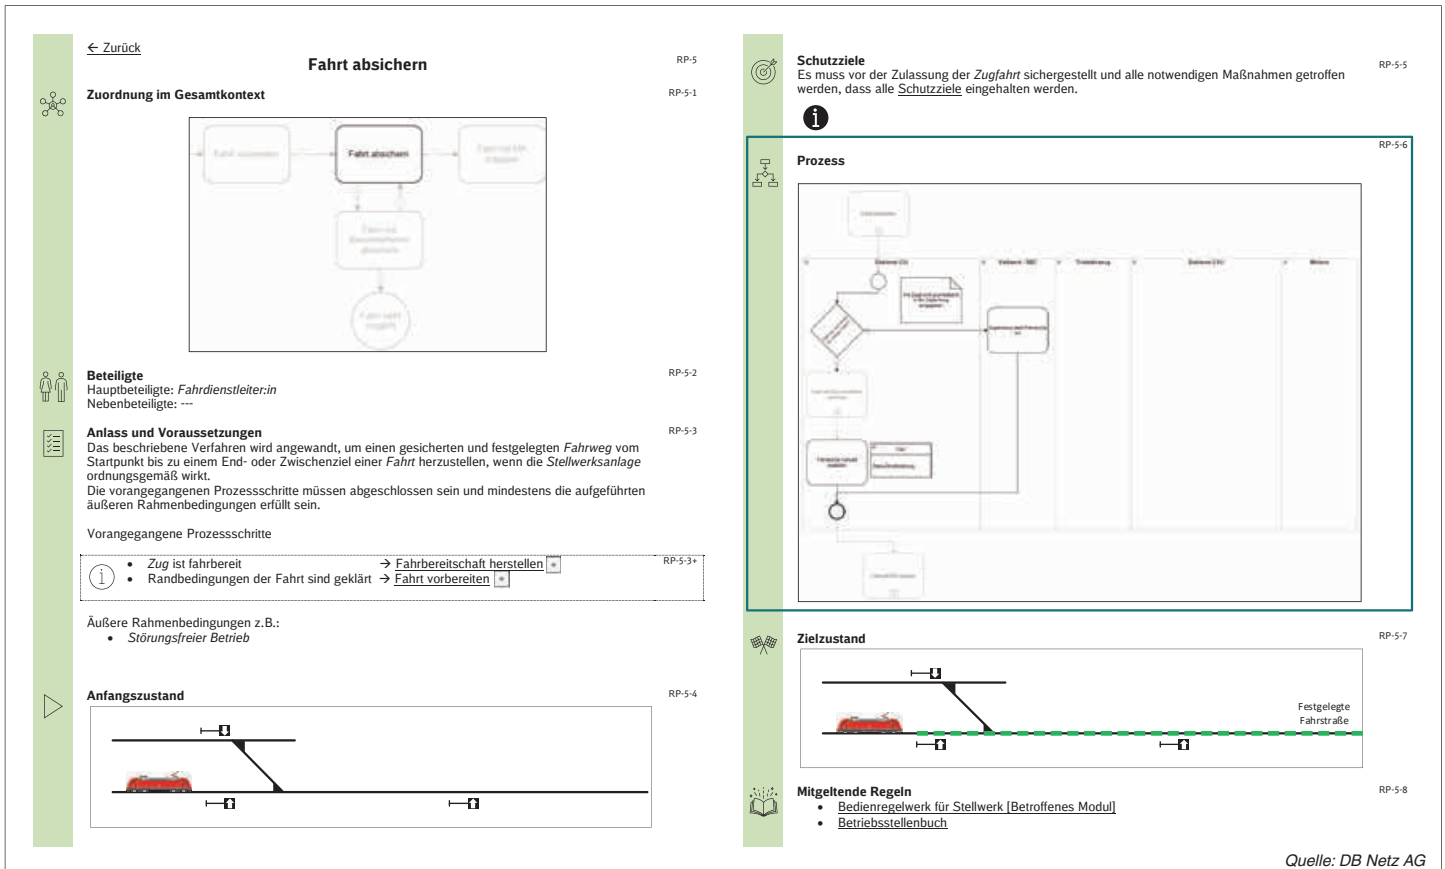 ← Zurück
Fahrt absichern
RP-5
Zuordnung im Gesamtkontext
RP-5-1
Fahrt absichern
Beteiligte
RP-5-2
Hauptbeteiligte: Fahrdienstleiter:in
Nebenbeteiligte: ---
Anlass und Voraussetzungen
RP-5-3
Das beschriebene Verfahren wird angewandt, um einen gesicherten und festgelegten Fahrweg vom
Startpunkt bis zu einem End- oder Zwischenziel einer Fahrt herzustellen, wenn die Stellwerksanlage
ordnungsgemäß wirkt.
Die vorangegangenen Prozessschritte müssen abgeschlossen sein und mindestens die aufgeführten
äußeren Rahmenbedingungen erfüllt sein.
Vorangegangene Prozessschritte
• Zug ist fahrbereit → Fahrbereitschaft herstellen
RP-5-3+
• Randbedingungen der Fahrt sind geklärt → Fahrt vorbereiten
Äußere Rahmenbedingungen z.B.:
• Störungsfreier Betrieb
Anfangszustand
RP-5-4
Schutzziele
RP-5-5
Es muss vor der Zulassung der Zugfahrt sichergestellt und alle notwendigen Maßnahmen getroffen
werden, dass alle Schutzziele eingehalten werden.
RP-5-6
Prozess
Zielzustand
RP-5-7
Festgelegte
Fahrstraße
Mitgeltende Regeln
RP-5-8
• Bedienregelwerk für Stellwerk [Betroffenes Modul]
• Betriebsstellenbuch
Quelle: DB Netz AG